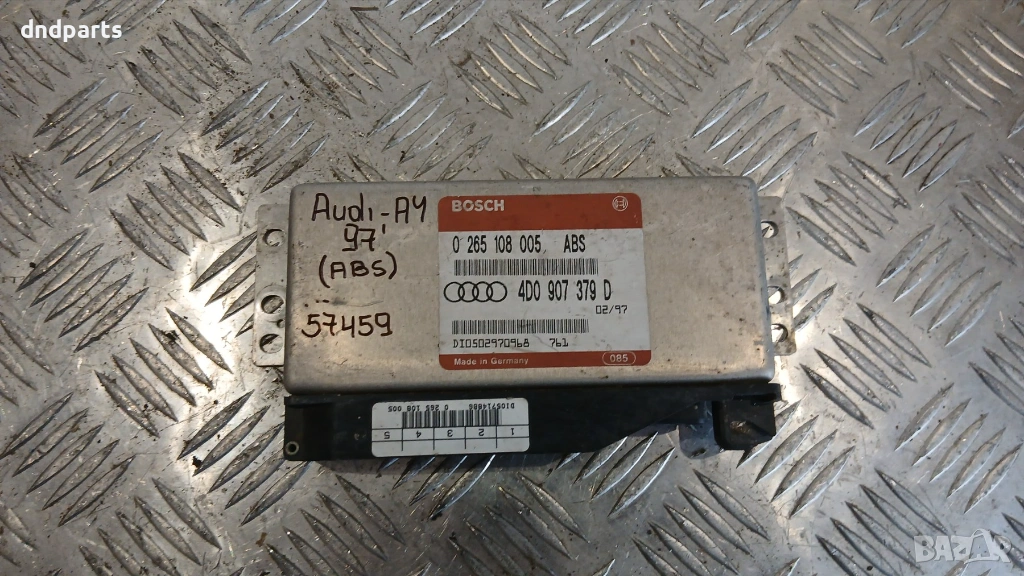 dndparts
Audi-A4
97'
(ABS)
57459
BOSCH
0 265 108 005 ABS
4D0 907 379 D
02/97
DI0502970968 761
Made in Germany
085
1 2 3 4 5
0 265 108 005
BAZAR